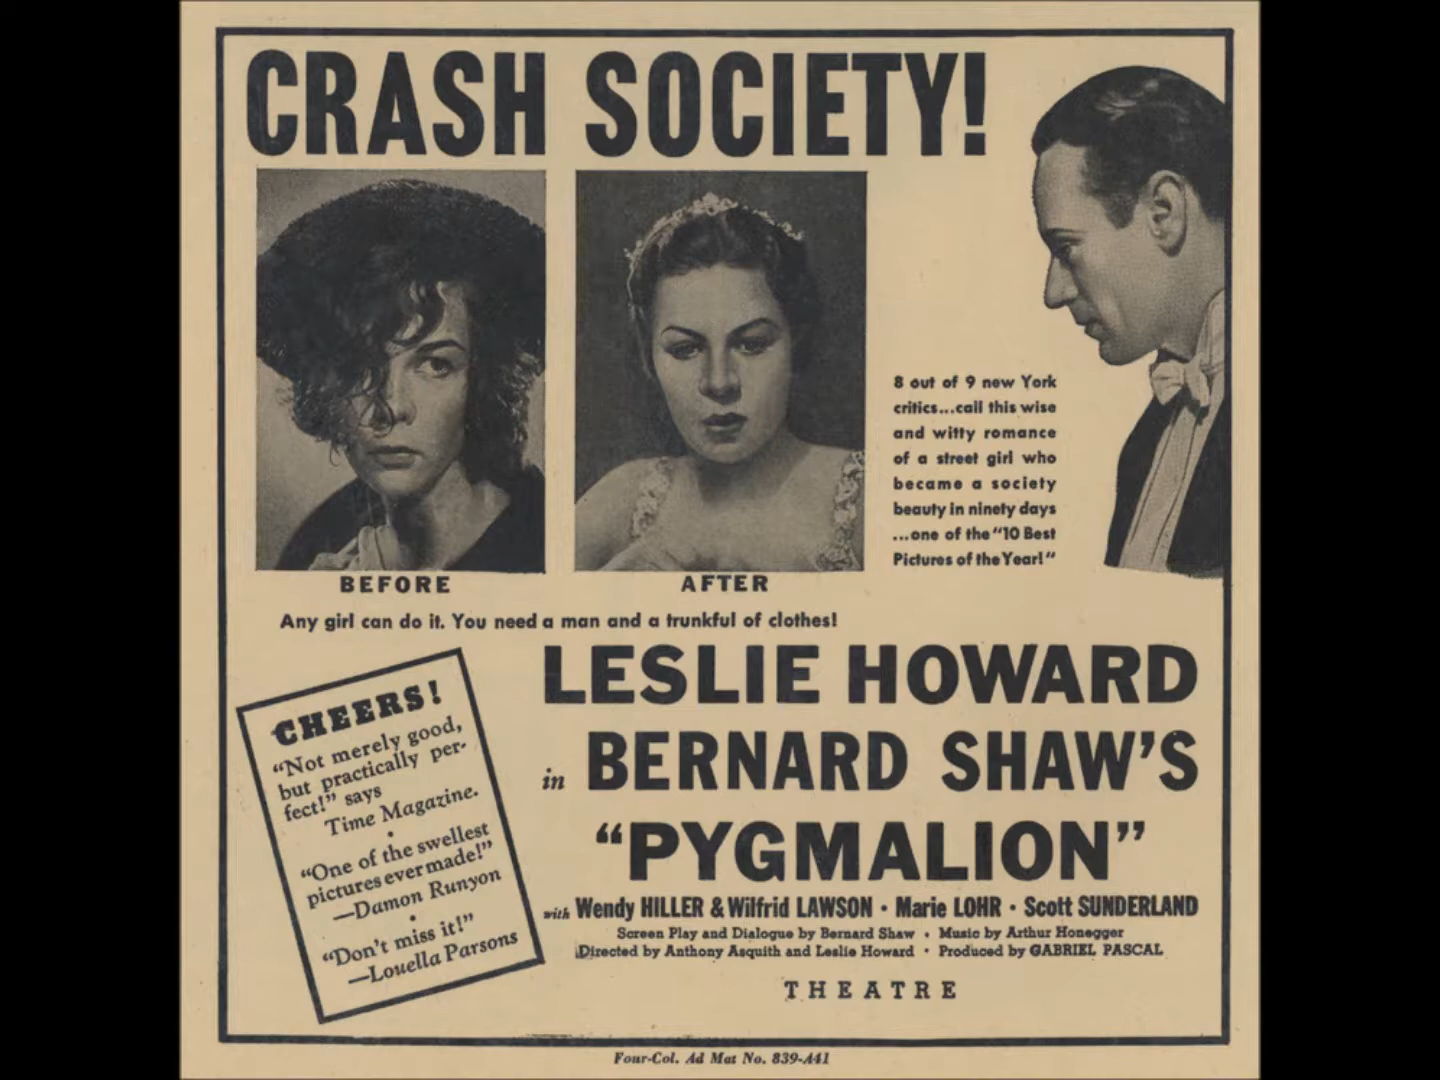 CRASH SOCIETY!
8 out of 9 new York
critics...call this wise
and witty romance
of a street girl who
became a society
beauty in ninety days
...one of the "10 Best
Pictures of the Year!"
BEFORE
AFTER
Any girl can do it. You need a man and a trunkful of clothes!
CHEERS!
"Not merely good,
but practically per-
fect!" says
Time Magazine.
"One of the swellest
pictures ever made!"
—Damon Runyon
"Don't miss it!"
—Louella Parsons
LESLIE HOWARD
in BERNARD SHAW'S
"PYGMALION"
with Wendy HILLER & Wilfrid LAWSON • Marie LOHR • Scott SUNDERLAND
Screen Play and Dialogue by Bernard Shaw • Music by Arthur Honegger
Directed by Anthony Asquith and Leslie Howard • Produced by GABRIEL PASCAL
THEATRE
Four-Col. Ad Mat No. 839-A41